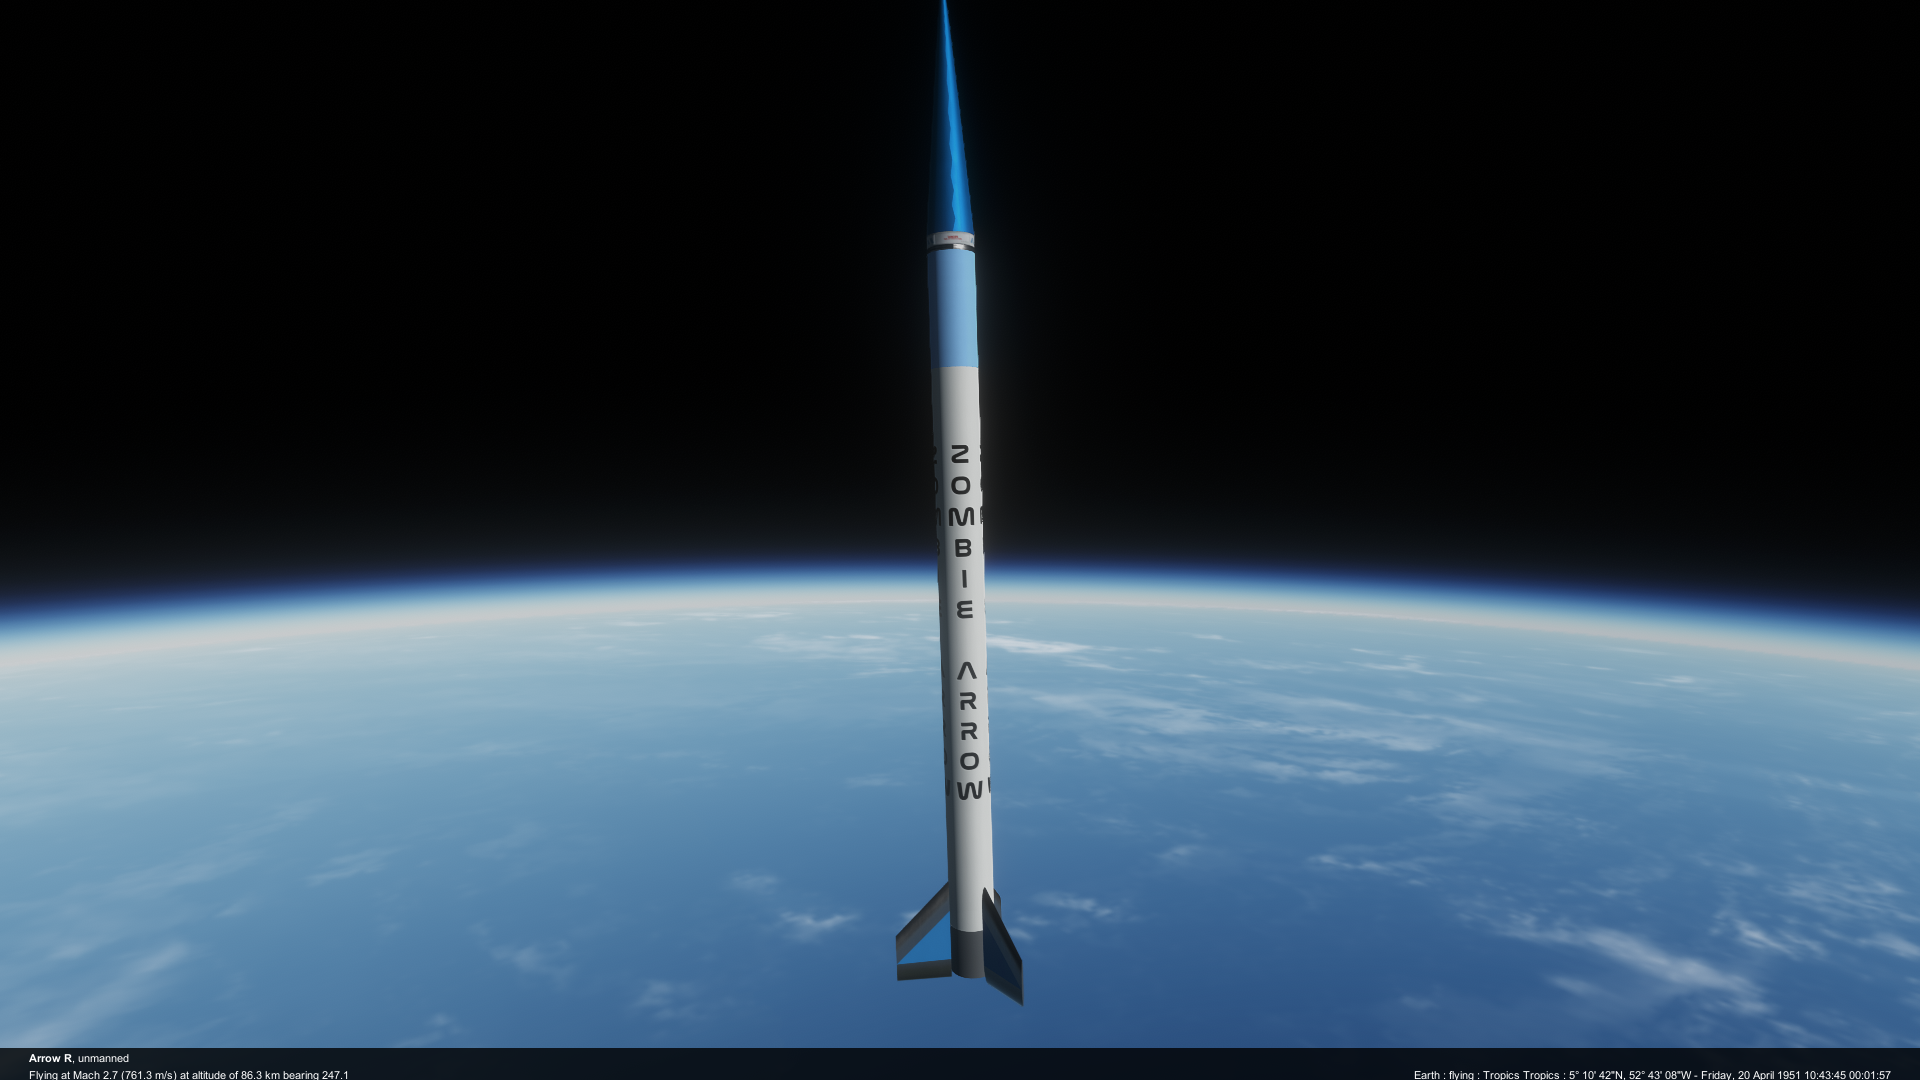 ZOMBIE ARROW
Arrow R, unmanned
Flying at Mach 2.7 (761.3 m/s) at altitude of 86.3 km bearing 247.1
Earth : flying : Tropics Tropics : 5° 10' 42"N, 52° 43' 08"W - Friday, 20 April 1951 10:43:45 00:01:57